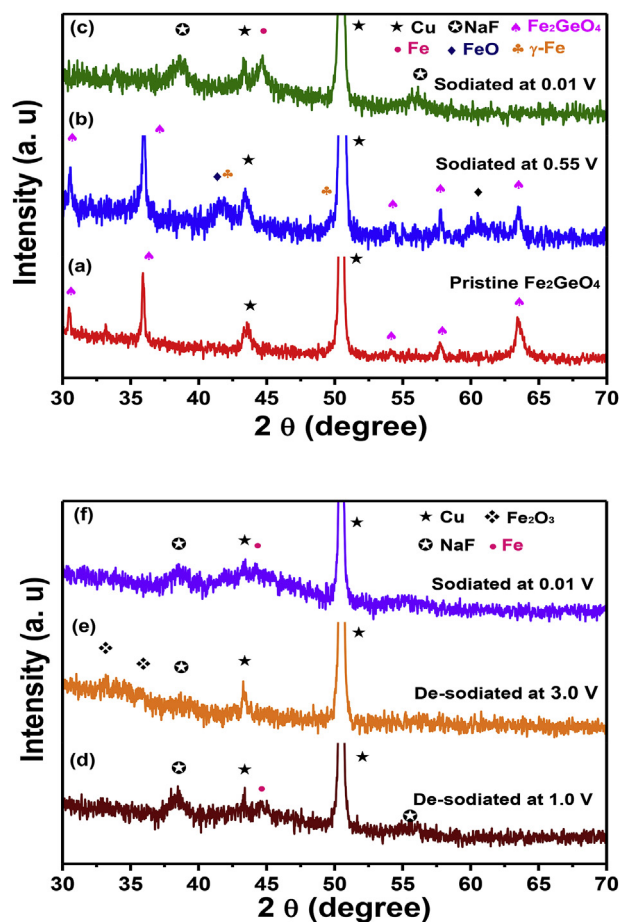 (c)
★ Cu ✪ NaF ♠ Fe₂GeO₄
● Fe ♦ FeO ♣ γ-Fe
Sodiated at 0.01 V
(b)
Sodiated at 0.55 V
(a)
Pristine Fe₂GeO₄
Intensity (a. u)
30 35 40 45 50 55 60 65 70
2 θ (degree)
(f)
★ Cu ❖ Fe₂O₃
✪ NaF ● Fe
Sodiated at 0.01 V
(e)
De-sodiated at 3.0 V
(d)
De-sodiated at 1.0 V
Intensity (a. u)
30 35 40 45 50 55 60 65 70
2 θ (degree)